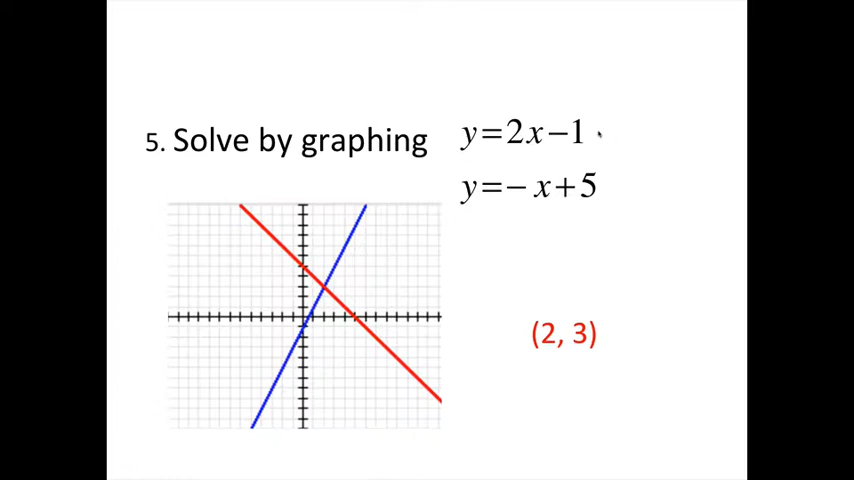 5. Solve by graphing
y=2x−1
y=−x+5
(2, 3)